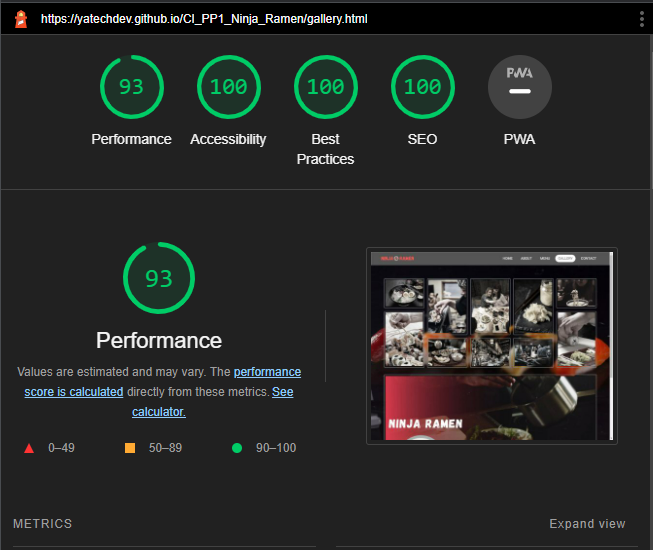 https://yatechdev.github.io/CI_PP1_Ninja_Ramen/gallery.html
93
100
100
100
PWA
Performance
Accessibility
Best
Practices
SEO
PWA
93
Performance
Values are estimated and may vary. The performance
score is calculated directly from these metrics. See
calculator.
0–49
50–89
90–100
NINJA RAMEN
HOME
ABOUT
MENU
GALLERY
CONTACT
NINJA RAMEN
METRICS
Expand view